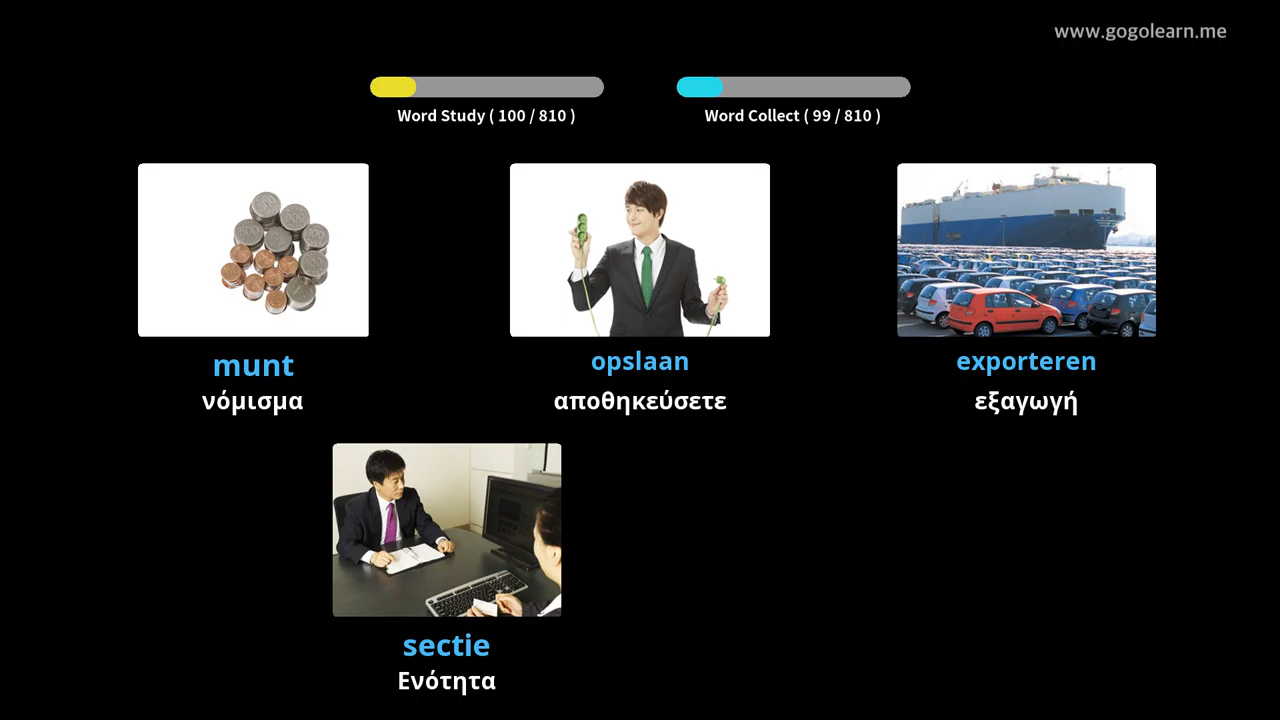 www.gogolearn.me
Word Study ( 100 / 810 )
Word Collect ( 99 / 810 )
munt
νόμισμα
opslaan
αποθηκεύσετε
exporteren
εξαγωγή
sectie
Ενότητα